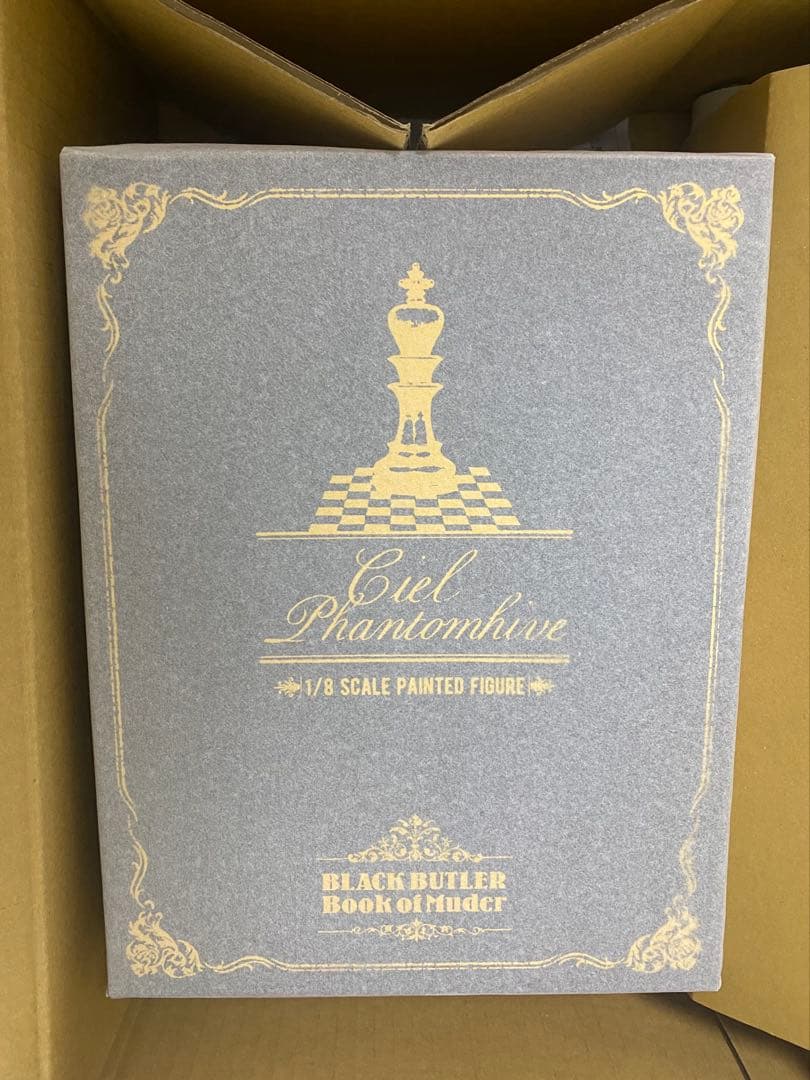 Ciel
Phantomhive
1/8 SCALE PAINTED FIGURE
BLACK BUTLER
Book of Muder